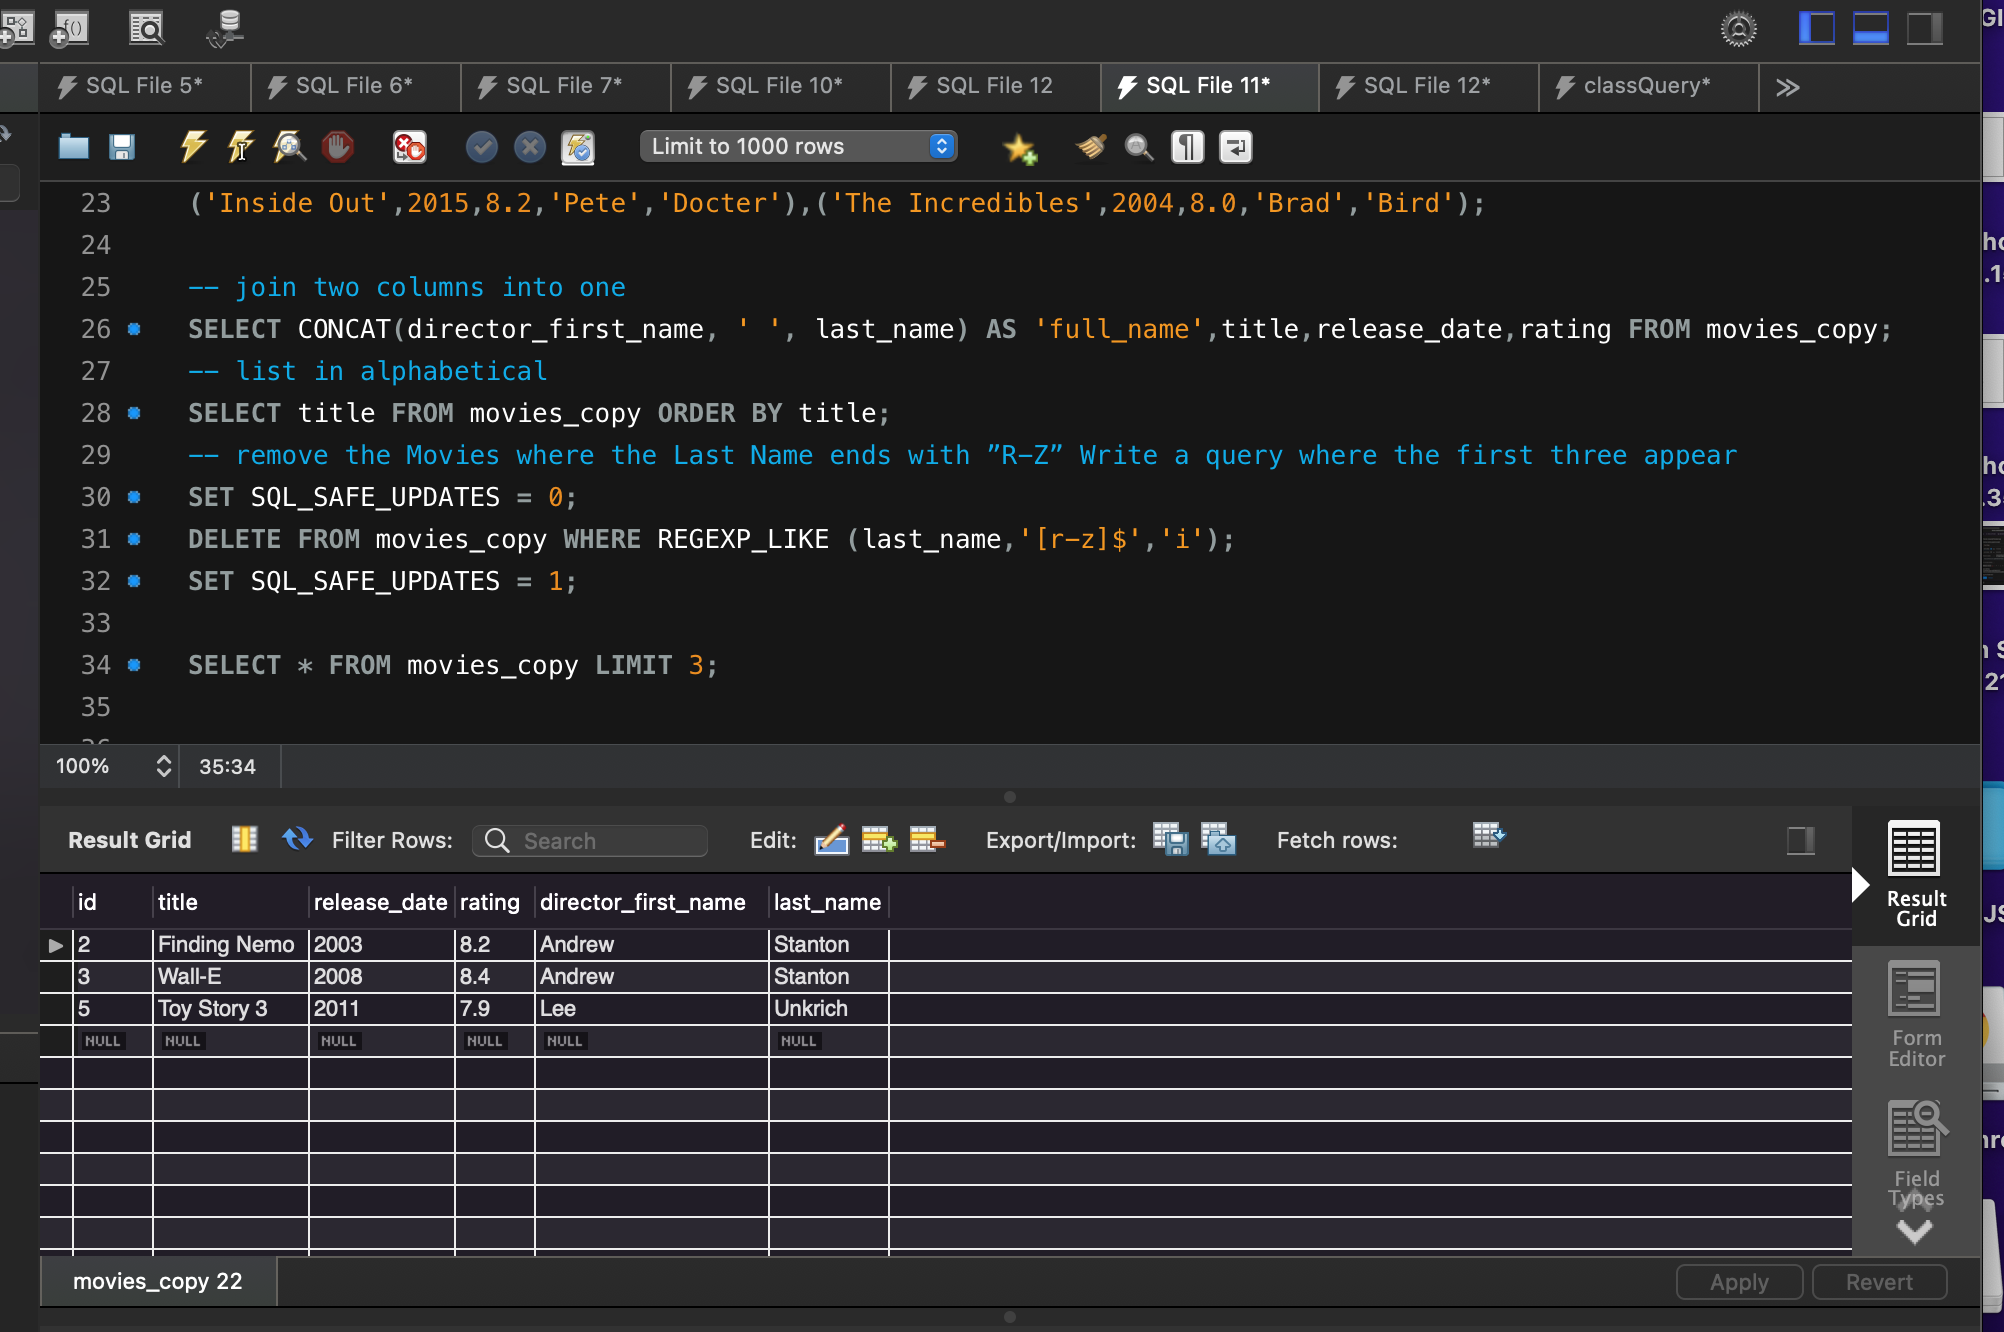 f()
SQL File 5*
SQL File 6*
SQL File 7*
SQL File 10*
SQL File 12
SQL File 11*
SQL File 12*
classQuery*
Limit to 1000 rows
23 ('Inside Out',2015,8.2,'Pete','Docter'),('The Incredibles',2004,8.0,'Brad','Bird');
24
25 -- join two columns into one
26 SELECT CONCAT(director_first_name, ' ', last_name) AS 'full_name',title,release_date,rating FROM movies_copy;
27 -- list in alphabetical
28 SELECT title FROM movies_copy ORDER BY title;
29 -- remove the Movies where the Last Name ends with ”R-Z” Write a query where the first three appear
30 SET SQL_SAFE_UPDATES = 0;
31 DELETE FROM movies_copy WHERE REGEXP_LIKE (last_name,'[r-z]$','i');
32 SET SQL_SAFE_UPDATES = 1;
33
34 SELECT * FROM movies_copy LIMIT 3;
35
100% 35:34
Result Grid Filter Rows: Search Edit: Export/Import: Fetch rows:
id title release_date rating director_first_name last_name
2 Finding Nemo 2003 8.2 Andrew Stanton
3 Wall-E 2008 8.4 Andrew Stanton
5 Toy Story 3 2011 7.9 Lee Unkrich
NULL NULL NULL NULL NULL NULL
Result
Grid
Form
Editor
Field
Types
movies_copy 22
Apply Revert